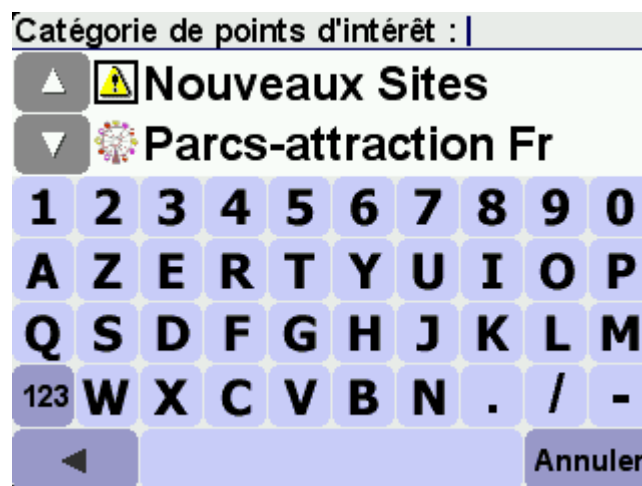 Catégorie de points d'intérêt :
Nouveaux Sites
Parcs-attraction Fr
1 2 3 4 5 6 7 8 9 0
A Z E R T Y U I O P
Q S D F G H J K L M
123 W X C V B N . / -
Annuler